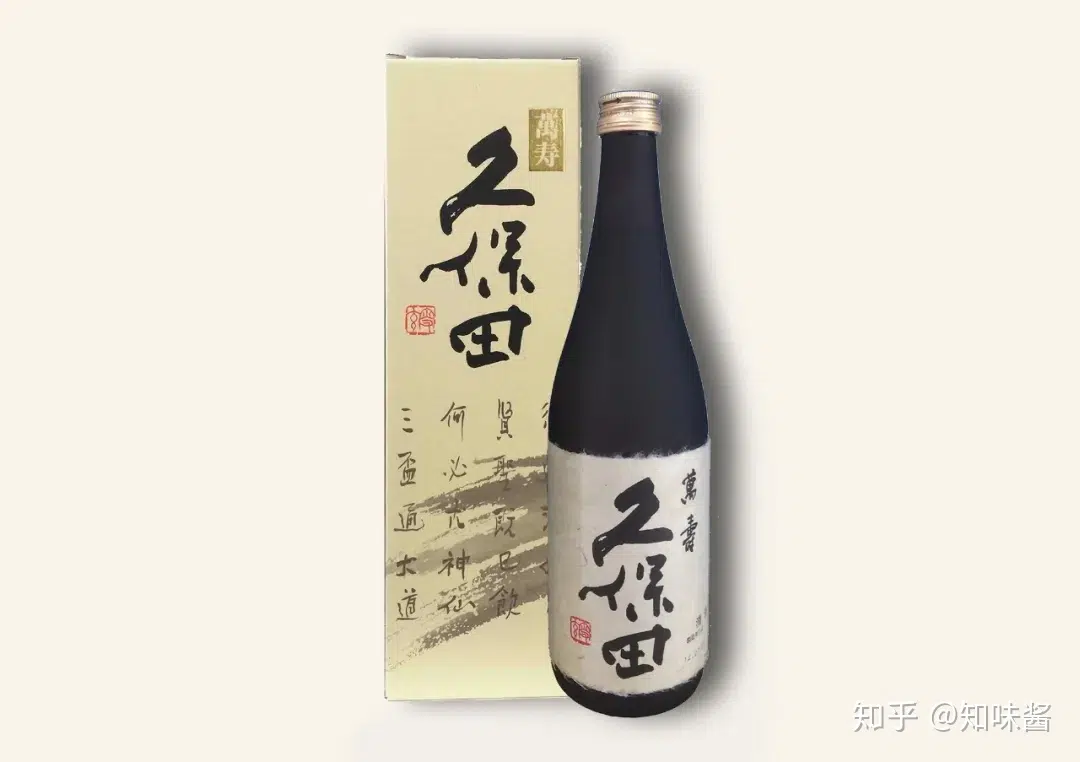 萬寿
久保田
賢聖既已飲
何必求神仙
三盃通大道
萬壽
久保田
知乎 @知味酱